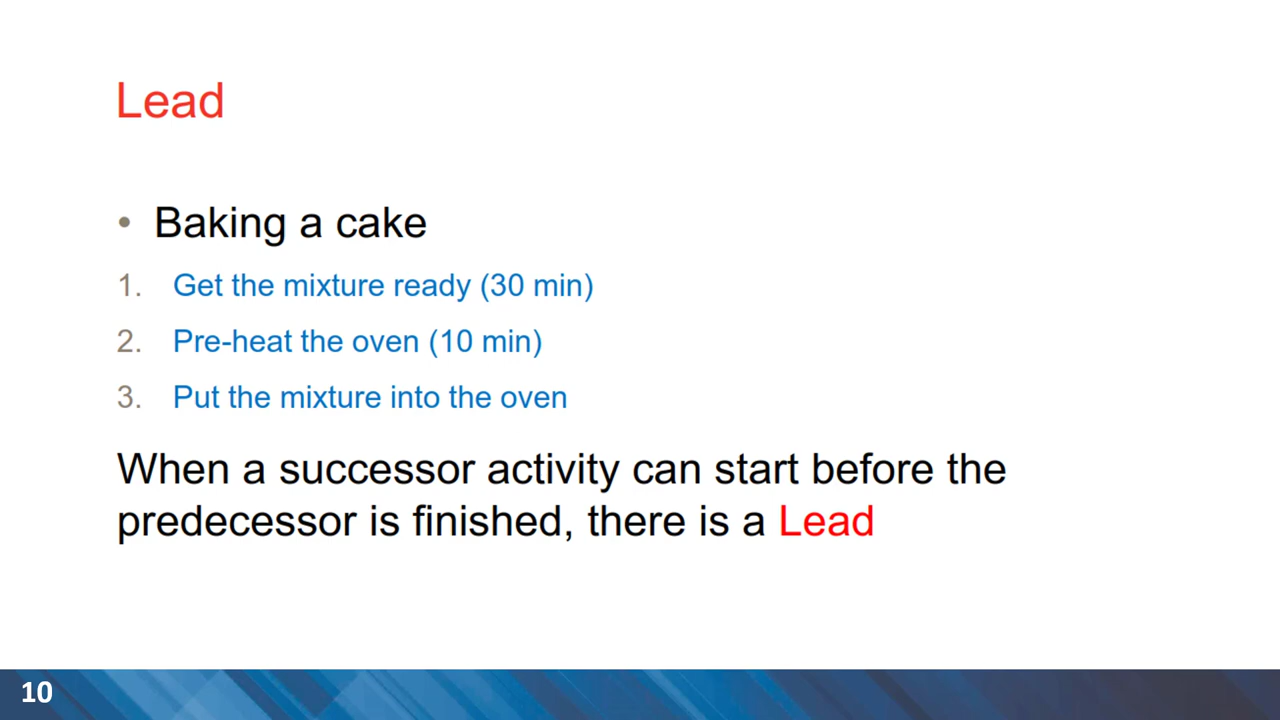 Lead
• Baking a cake
1. Get the mixture ready (30 min)
2. Pre-heat the oven (10 min)
3. Put the mixture into the oven
When a successor activity can start before the
predecessor is finished, there is a Lead
10